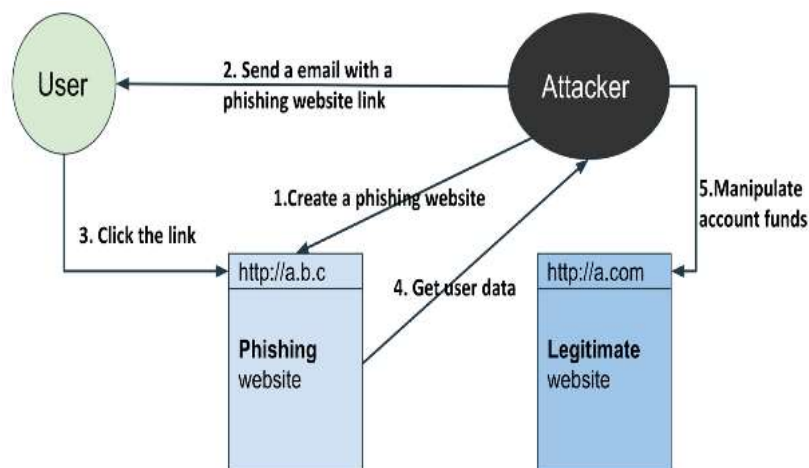 User
2. Send a email with a
phishing website link
Attacker
1.Create a phishing website
3. Click the link
5.Manipulate
account funds
http://a.b.c
4. Get user data
http://a.com
Phishing
website
Legitimate
website